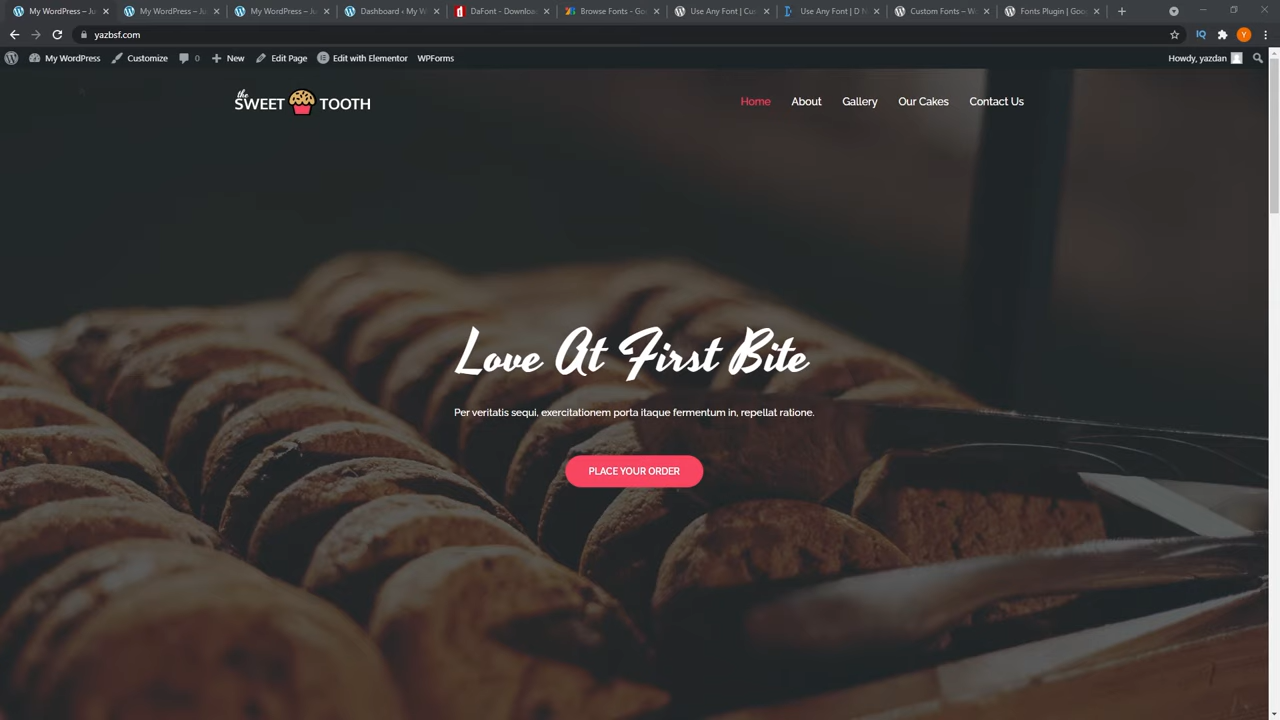 My WordPress – Ju
My WordPress – Ju
My WordPress – Ju
Dashboard ‹ My W
DaFont - Downloa
Browse Fonts - Go
Use Any Font | Cu
Use Any Font | D N
Custom Fonts – W
Fonts Plugin | Goo
yazbsf.com
My WordPress
Customize
0
New
Edit Page
Edit with Elementor
WPForms
Howdy, yazdan
the
SWEET TOOTH
Home
About
Gallery
Our Cakes
Contact Us
Love At First Bite
Per veritatis sequi, exercitationem porta itaque fermentum in, repellat ratione.
PLACE YOUR ORDER